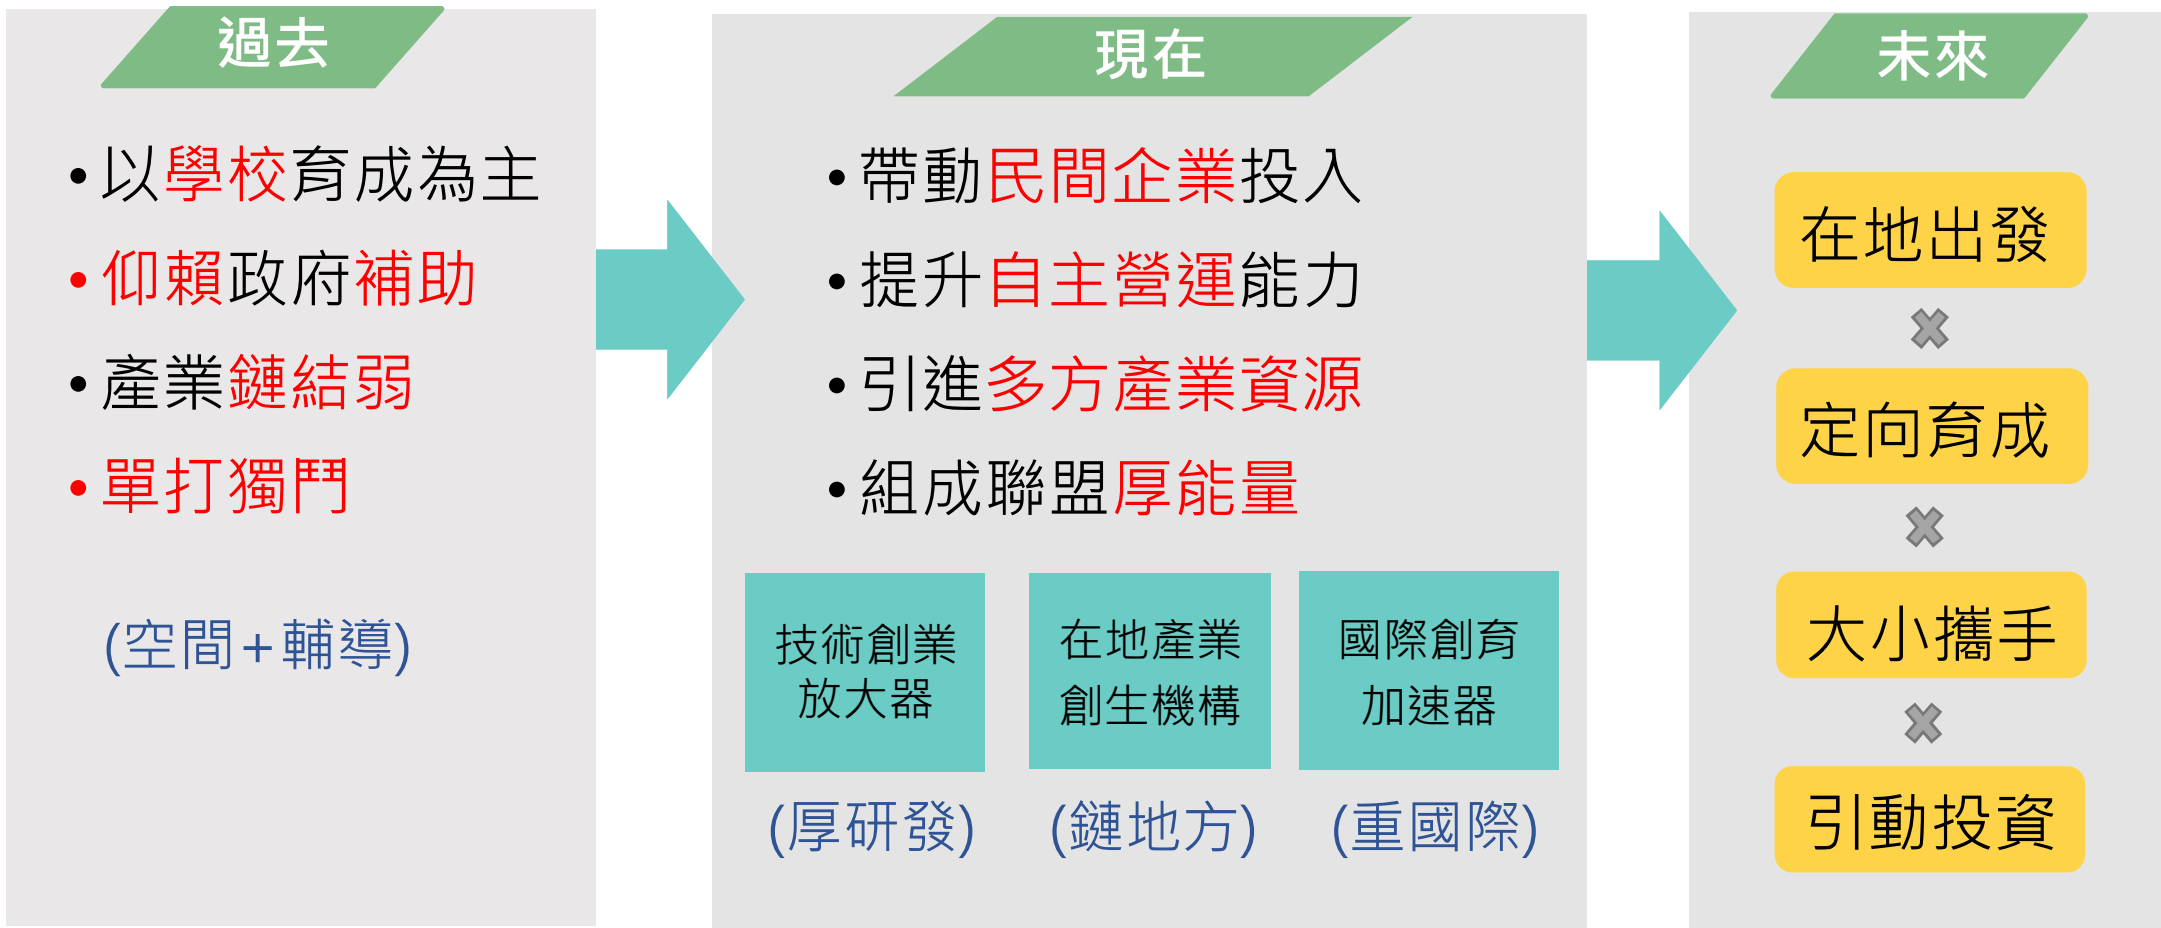 過去
• 以學校育成為主
• 仰賴政府補助
• 產業鏈結弱
• 單打獨鬥
(空間+輔導)
現在
• 帶動民間企業投入
• 提升自主營運能力
• 引進多方產業資源
• 組成聯盟厚能量
技術創業
放大器
(厚研發)
在地產業
創生機構
(鏈地方)
國際創育
加速器
(重國際)
未來
在地出發
定向育成
大小攜手
引動投資